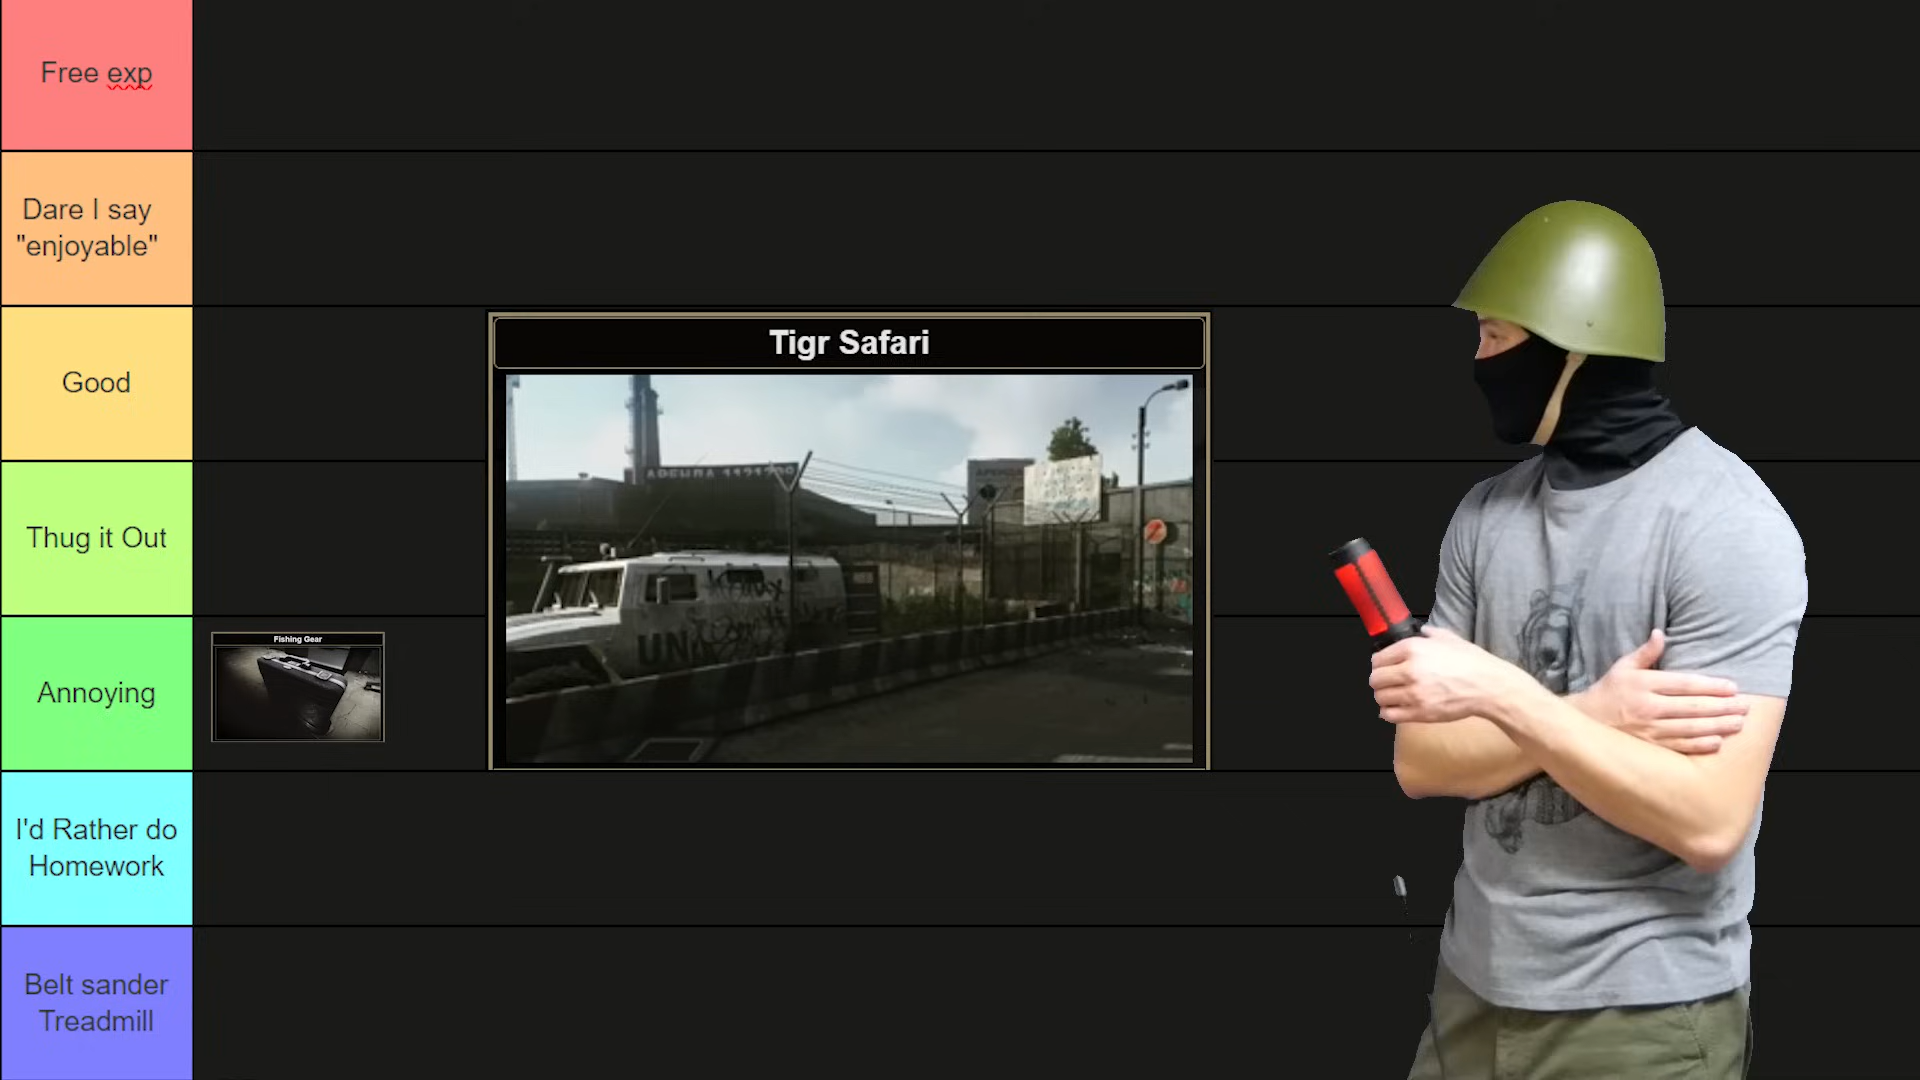 Free exp
Dare I say
"enjoyable"
Good
Thug it Out
Annoying
I'd Rather do
Homework
Belt sander
Treadmill
Fishing Gear
Tigr Safari
АРЕНДА
UN